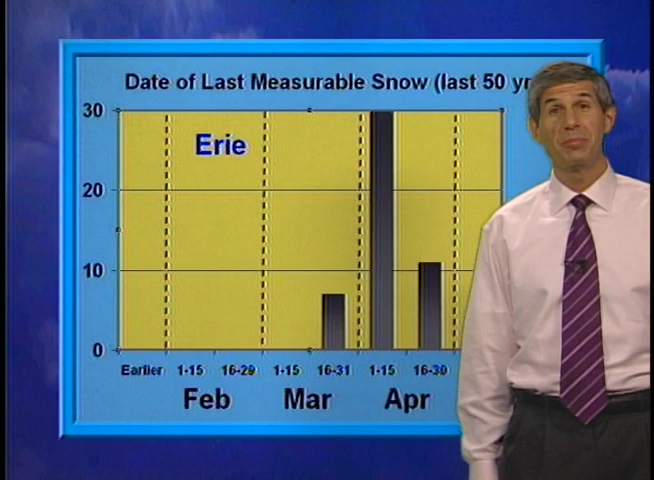 Date of Last Measurable Snow (last 50 yr
30
Erie
20
10
0
Earlier 1-15 16-29 1-15 16-31 1-15 16-30
Feb Mar Apr